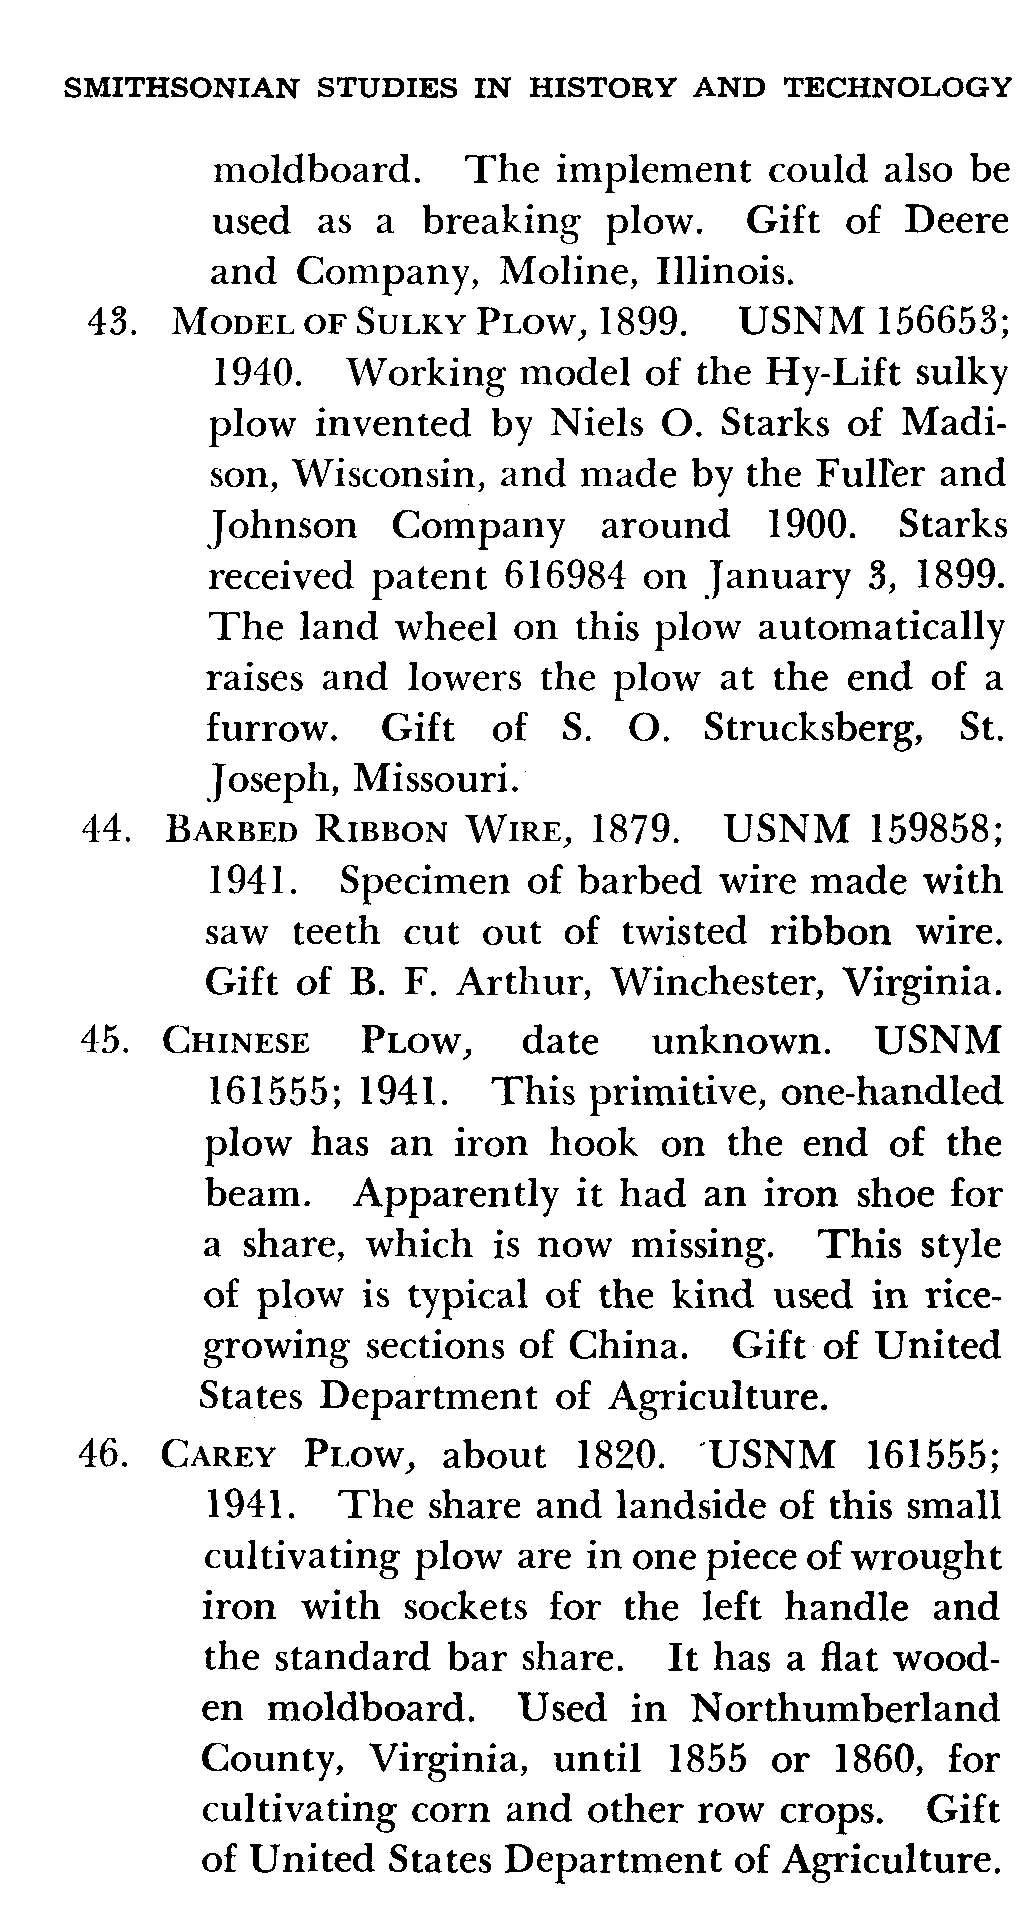 SMITHSONIAN STUDIES IN HISTORY AND TECHNOLOGY
moldboard. The implement could also be
used as a breaking plow. Gift of Deere
and Company, Moline, Illinois.
43. MODEL OF SULKY PLOW, 1899. USNM 156653;
1940. Working model of the Hy-Lift sulky
plow invented by Niels O. Starks of Madi-
son, Wisconsin, and made by the Fuller and
Johnson Company around 1900. Starks
received patent 616984 on January 3, 1899.
The land wheel on this plow automatically
raises and lowers the plow at the end of a
furrow. Gift of S. O. Strucksberg, St.
Joseph, Missouri.
44. BARBED RIBBON WIRE, 1879. USNM 159858;
1941. Specimen of barbed wire made with
saw teeth cut out of twisted ribbon wire.
Gift of B. F. Arthur, Winchester, Virginia.
45. CHINESE PLOW, date unknown. USNM
161555; 1941. This primitive, one-handled
plow has an iron hook on the end of the
beam. Apparently it had an iron shoe for
a share, which is now missing. This style
of plow is typical of the kind used in rice-
growing sections of China. Gift of United
States Department of Agriculture.
46. CAREY PLOW, about 1820. USNM 161555;
1941. The share and landside of this small
cultivating plow are in one piece of wrought
iron with sockets for the left handle and
the standard bar share. It has a flat wood-
en moldboard. Used in Northumberland
County, Virginia, until 1855 or 1860, for
cultivating corn and other row crops. Gift
of United States Department of Agriculture.